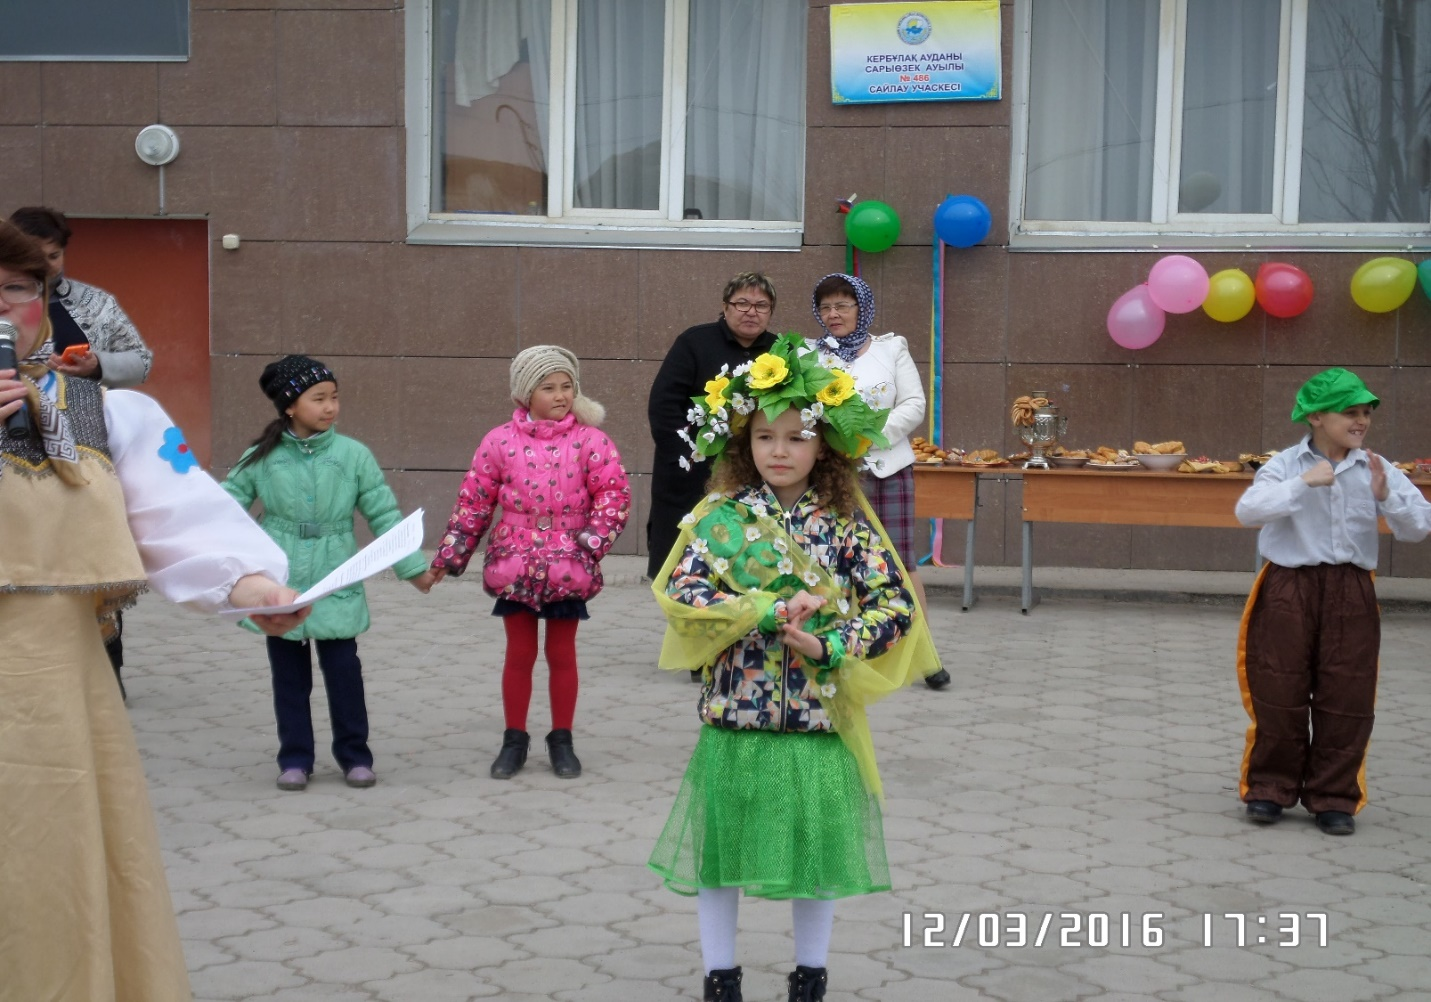 КЕРБҰЛАҚ АУДАНЫ
САРЫӨЗЕК АУЫЛЫ
№ 486
САЙЛАУ УЧАСКЕСІ
12/03/2016 17:37